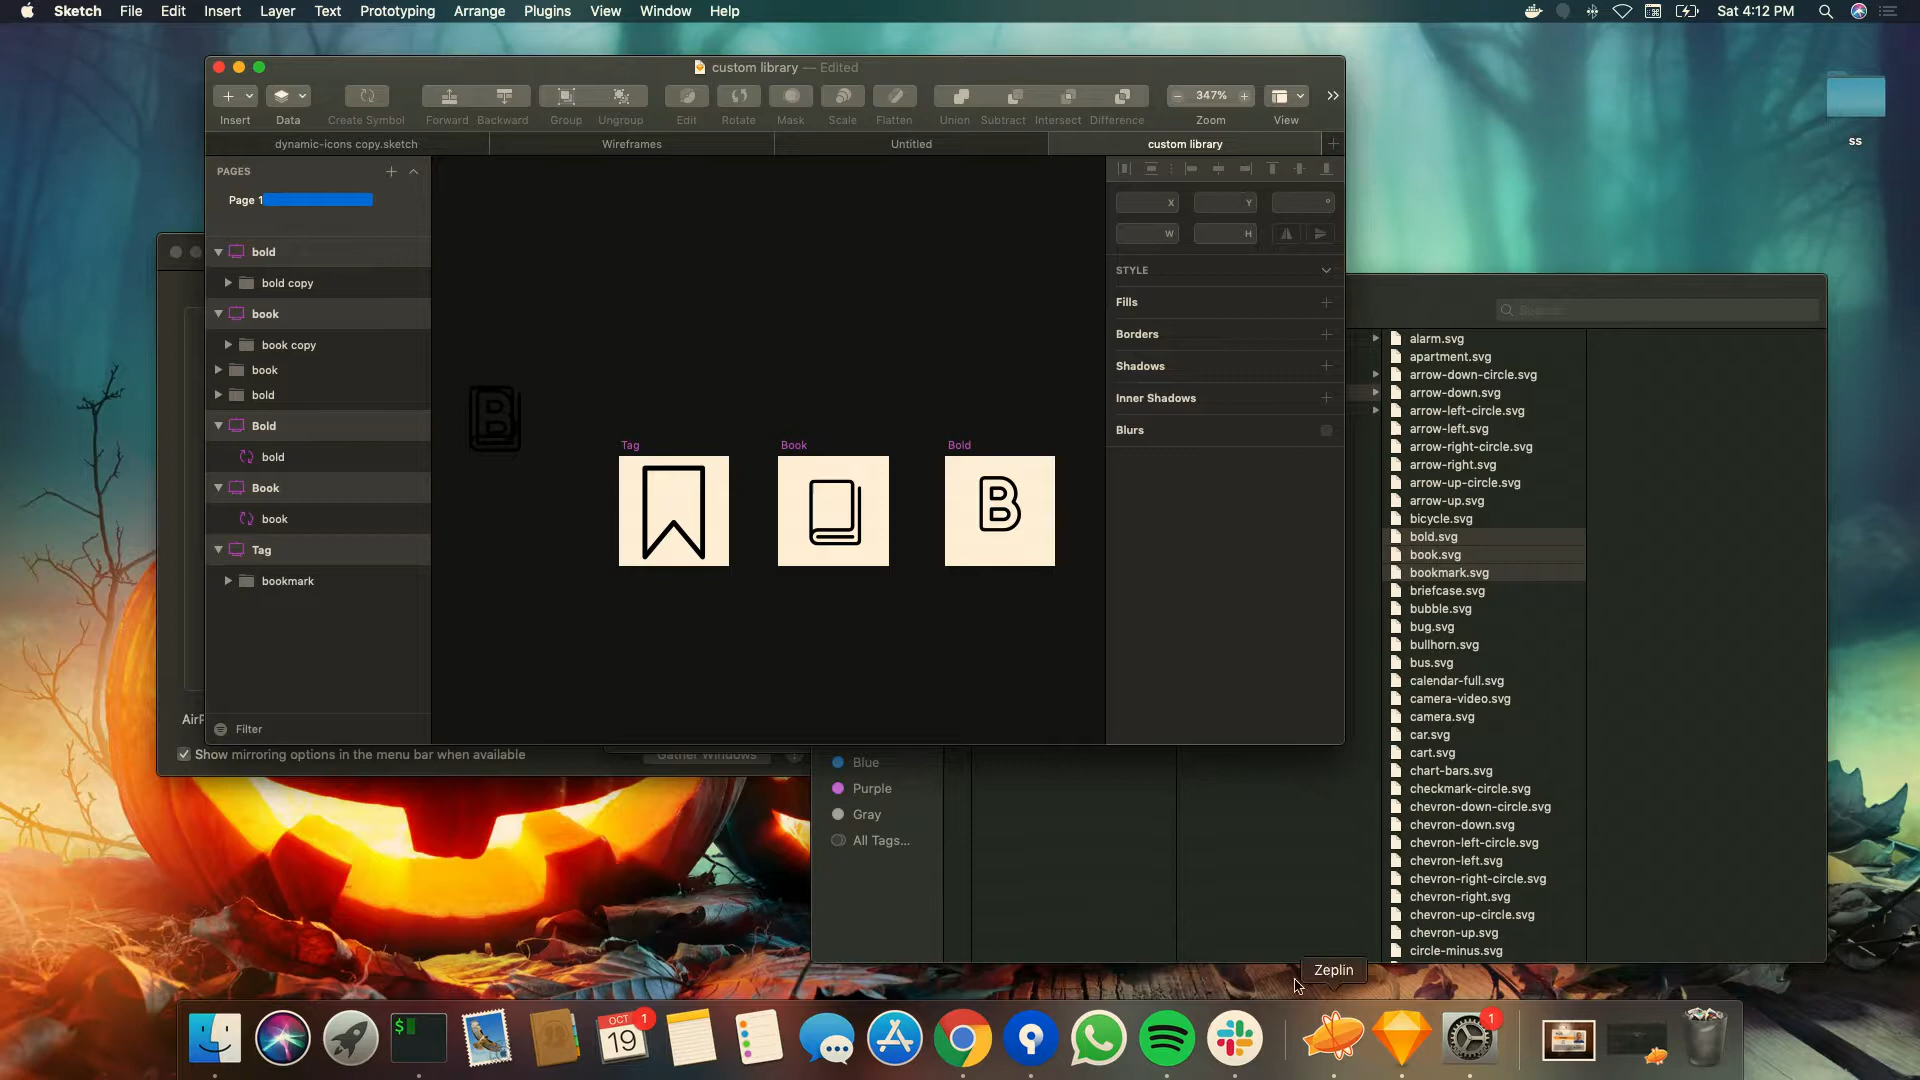 Sketch File Edit Insert Layer Text Prototyping Arrange Plugins View Window Help
Sat 4:12 PM
custom library — Edited
347%
Insert Data Create Symbol Forward Backward Group Ungroup Edit Rotate Mask Scale Flatten Union Subtract Intersect Difference Zoom View
dynamic-icons copy.sketch Wireframes Untitled custom library
PAGES
Page 1
bold
bold copy
book
book copy
book
bold
Bold
bold
Book
book
Tag
bookmark
Filter
Tag Book Bold
B
B
X Y °
W H
STYLE
Fills
Borders
Shadows
Inner Shadows
Blurs
ss
Search
alarm.svg
apartment.svg
arrow-down-circle.svg
arrow-down.svg
arrow-left-circle.svg
arrow-left.svg
arrow-right-circle.svg
arrow-right.svg
arrow-up-circle.svg
arrow-up.svg
bicycle.svg
bold.svg
book.svg
bookmark.svg
briefcase.svg
bubble.svg
bug.svg
bullhorn.svg
bus.svg
calendar-full.svg
camera-video.svg
camera.svg
car.svg
cart.svg
chart-bars.svg
checkmark-circle.svg
chevron-down-circle.svg
chevron-down.svg
chevron-left-circle.svg
chevron-left.svg
chevron-right-circle.svg
chevron-right.svg
chevron-up-circle.svg
chevron-up.svg
circle-minus.svg
Show mirroring options in the menu bar when available
Gather Windows
Blue
Purple
Gray
All Tags...
Zeplin
$
OCT
19
1
1